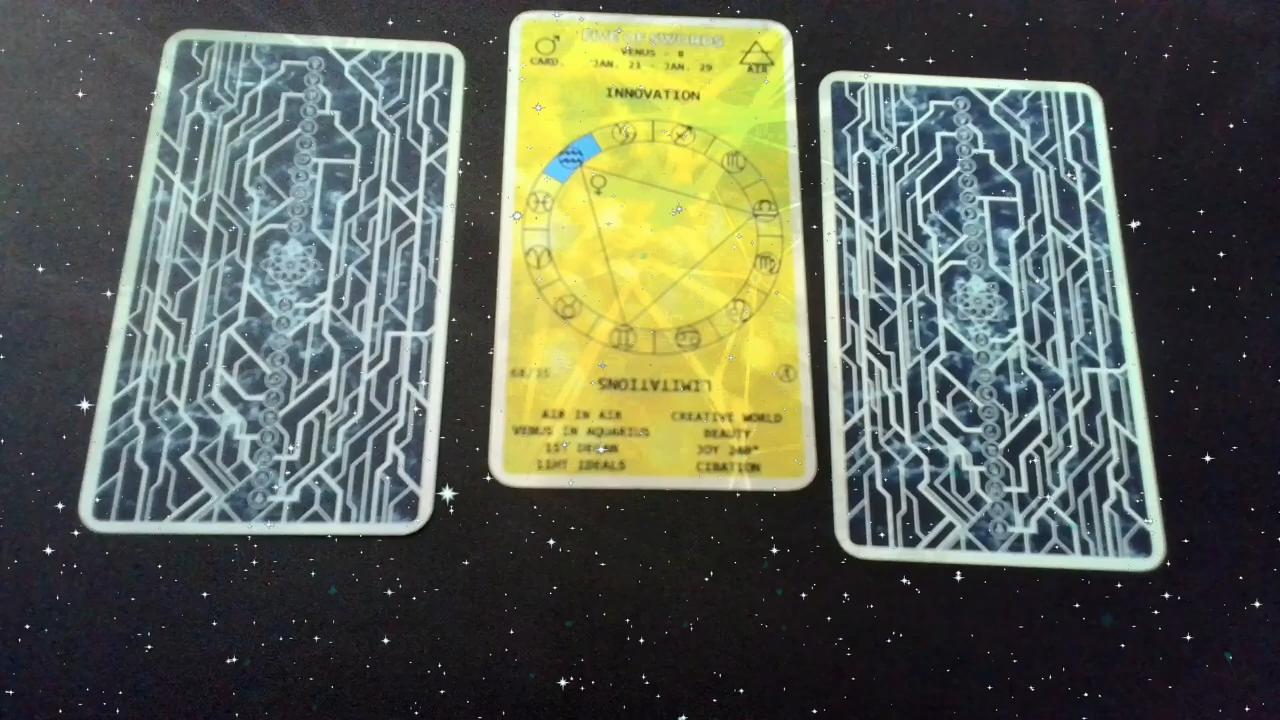 FIVE OF SWORDS
VENUS - 8
CARD. JAN. 21 - JAN. 29 AIR
INNOVATION
LIMITATIONS
AIR IN AIR CREATIVE WORLD
VENUS IN AQUARIUS BEAUTY
1ST DECAN JOY 240°
LIGHT IDEALS CIBATION